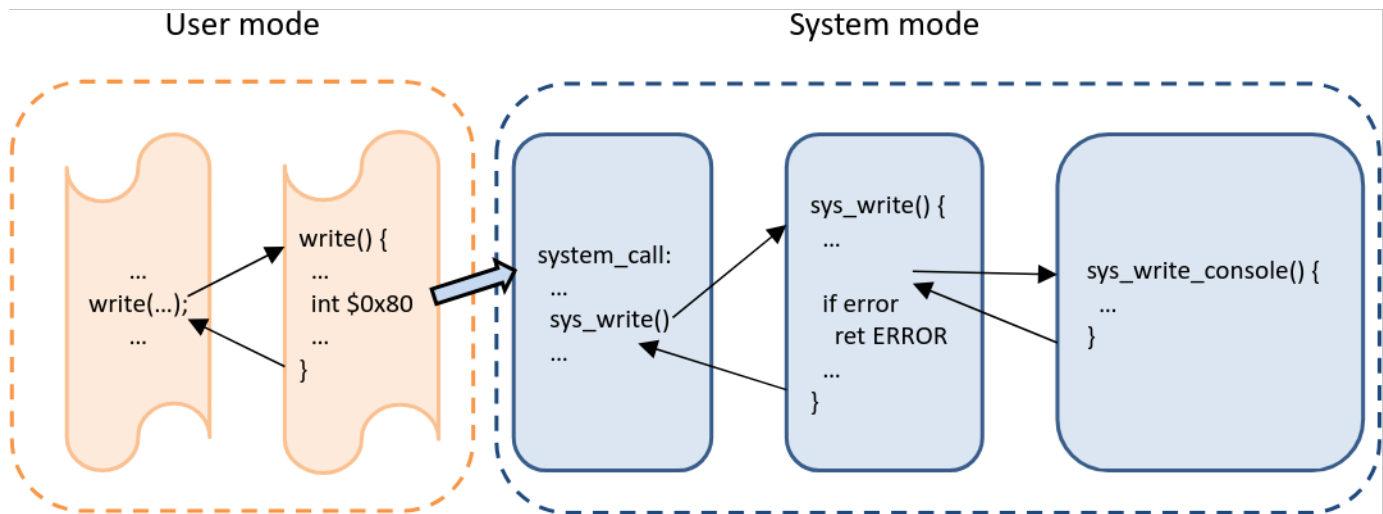 User mode
System mode
...
write(...);
...
write() {
...
int $0x80
...
}
system_call:
...
sys_write()
...
sys_write() {
...
if error
ret ERROR
...
}
sys_write_console() {
...
}